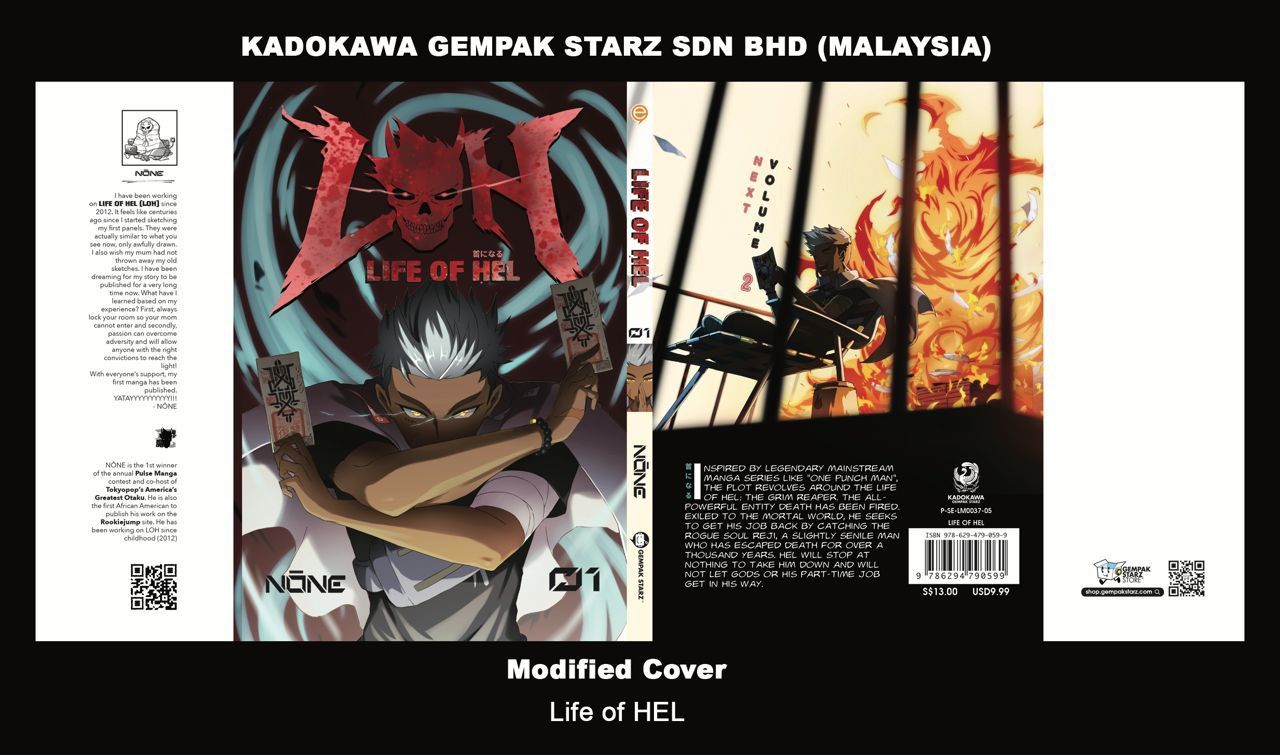 KADOKAWA GEMPAK STARZ SDN BHD (MALAYSIA)
NŌNE
I have been working
on LIFE OF HEL (LOH) since
2012. It feels like centuries
ago since I started sketching
my first panels. They were
actually similar to what you
see now, only awfully drawn.
I also wish my mum had not
thrown away my old
sketches. I have been
dreaming for my story to be
published for a very long
time now. What have I
learned based on my
experience? First, always
lock your room so your mom
cannot enter and secondly,
passion can overcome
adversity and will allow
anyone with the right
convictions to reach the
light!
With everyone's support, my
first manga has been
published.
YATAYYYYYYYYY!!!
- NŌNE
NŌNE is the 1st winner
of the annual Pulse Manga
contest and co-host of
Tokyopop's America's
Greatest Otaku. He is also
the first African American to
publish his work on the
Rookiejump site. He has
been working on LOH since
childhood (2012)
LOH
首になる
LIFE OF HEL
NŌNE
01
LIFE OF HEL
01
NŌNE
GEMPAK STARZ
NEXT
VOLUME
2
首になる
INSPIRED BY LEGENDARY MAINSTREAM
MANGA SERIES LIKE "ONE PUNCH MAN",
THE PLOT REVOLVES AROUND THE LIFE
OF HEL: THE GRIM REAPER. THE ALL-
POWERFUL ENTITY DEATH HAS BEEN FIRED.
EXILED TO THE MORTAL WORLD, HE SEEKS
TO GET HIS JOB BACK BY CATCHING THE
ROGUE SOUL REJI, A SLIGHTLY SENILE MAN
WHO HAS ESCAPED DEATH FOR OVER A
THOUSAND YEARS. HEL WILL STOP AT
NOTHING TO TAKE HIM DOWN AND WILL
NOT LET GODS OR HIS PART-TIME JOB
GET IN HIS WAY.
KADOKAWA
GEMPAK STARZ
P-SE-LM0037-05
LIFE OF HEL
ISBN 978-629-479-059-9
9 786294 790599
S$13.00 USD9.99
GEMPAK
STARZ
STORE
shop.gempakstarz.com
Modified Cover
Life of HEL